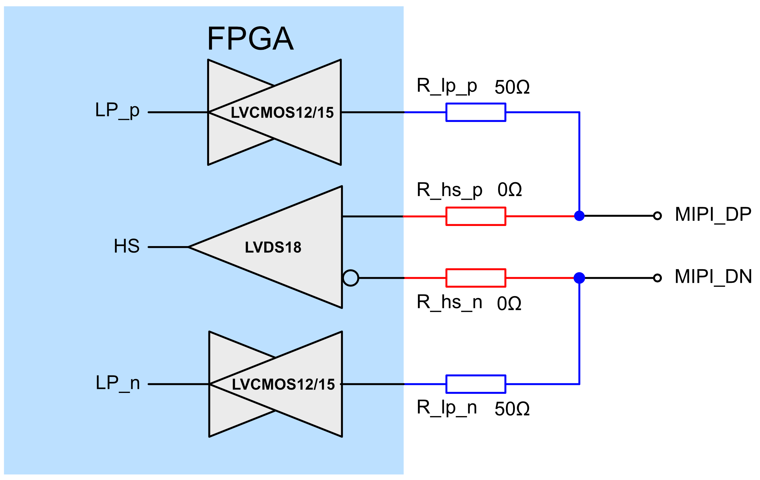 FPGA
R_lp_p 50Ω
LP_p
LVCMOS12/15
R_hs_p 0Ω
MIPI_DP
HS
LVDS18
MIPI_DN
R_hs_n 0Ω
LP_n
LVCMOS12/15
R_lp_n 50Ω